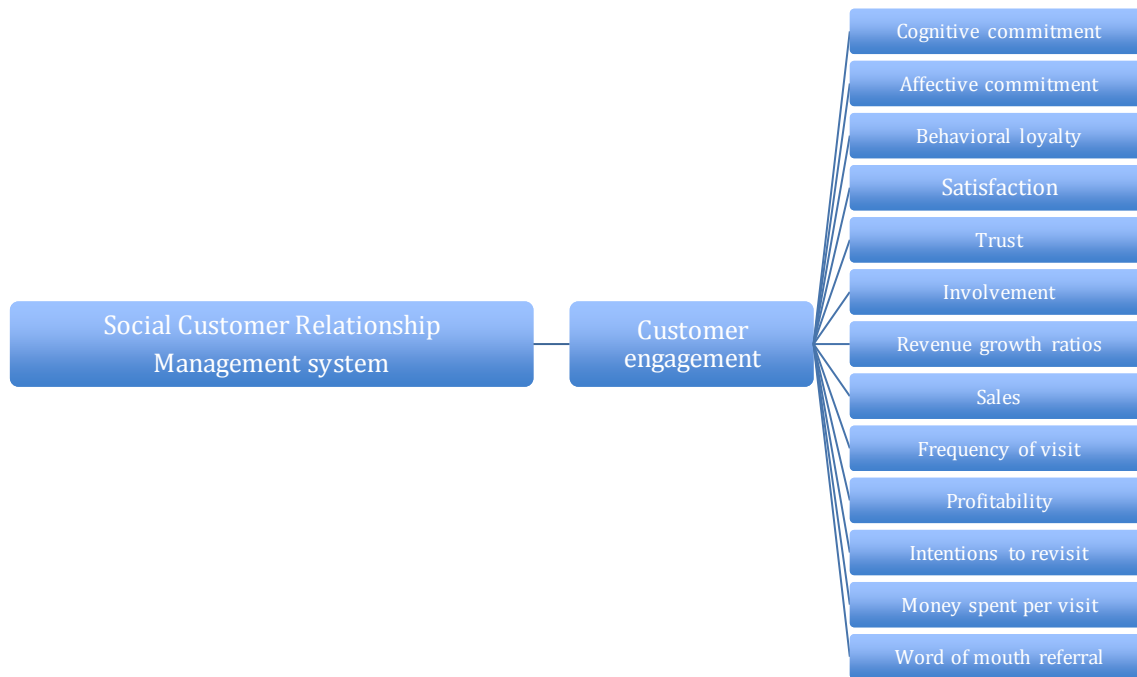 Social Customer Relationship
Management system
Customer
engagement
Cognitive commitment
Affective commitment
Behavioral loyalty
Satisfaction
Trust
Involvement
Revenue growth ratios
Sales
Frequency of visit
Profitability
Intentions to revisit
Money spent per visit
Word of mouth referral